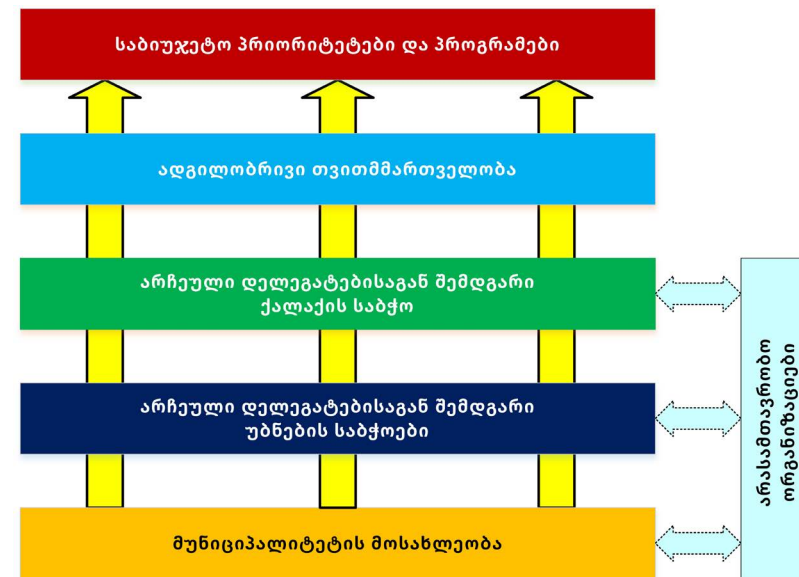 საბიუჯეტო პრიორიტეტები და პროგრამები
ადგილობრივი თვითმმართველობა
არჩეული დელეგატებისაგან შემდგარი
ქალაქის საბჭო
არჩეული დელეგატებისაგან შემდგარი
უბნების საბჭოები
მუნიციპალიტეტის მოსახლეობა
არასამთავრობო
ორგანიზაციები